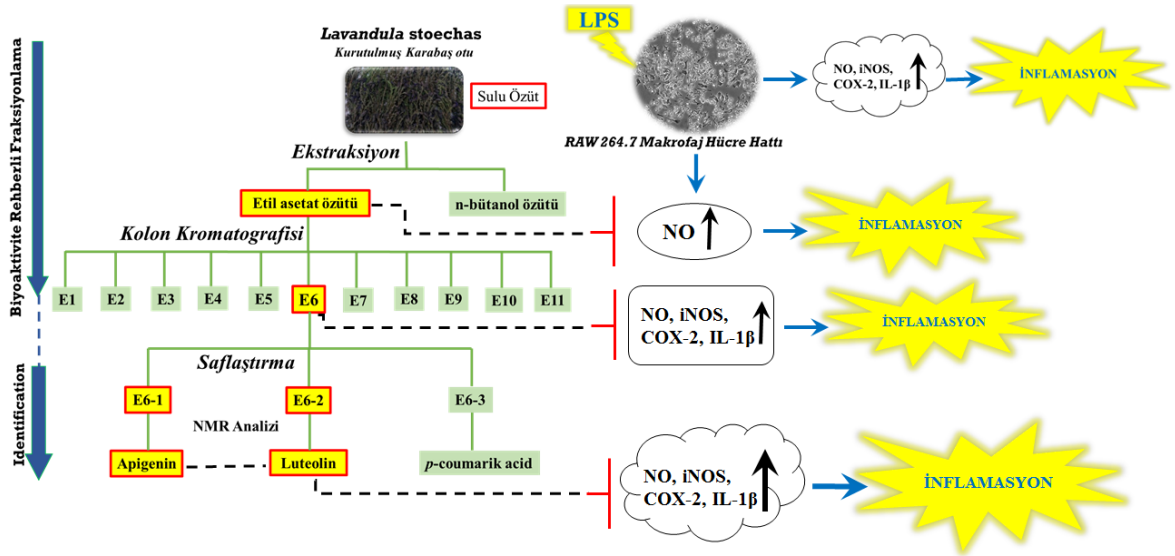 Biyoaktivite Rehberli Fraksiyonlama
Identification
Lavandula stoechas
Kurutulmuş Karabaş otu
Sulu Özüt
Ekstraksiyon
Etil asetat özütü
n-bütanol özütü
Kolon Kromatografisi
E1
E2
E3
E4
E5
E6
E7
E8
E9
E10
E11
Saflaştırma
E6-1
E6-2
E6-3
NMR Analizi
Apigenin
Luteolin
p-coumarik acid
LPS
RAW 264.7 Makrofaj Hücre Hattı
NO, iNOS,
COX-2, IL-1β
İNFLAMASYON
NO
İNFLAMASYON
NO, iNOS,
COX-2, IL-1β
İNFLAMASYON
NO, iNOS,
COX-2, IL-1β
İNFLAMASYON